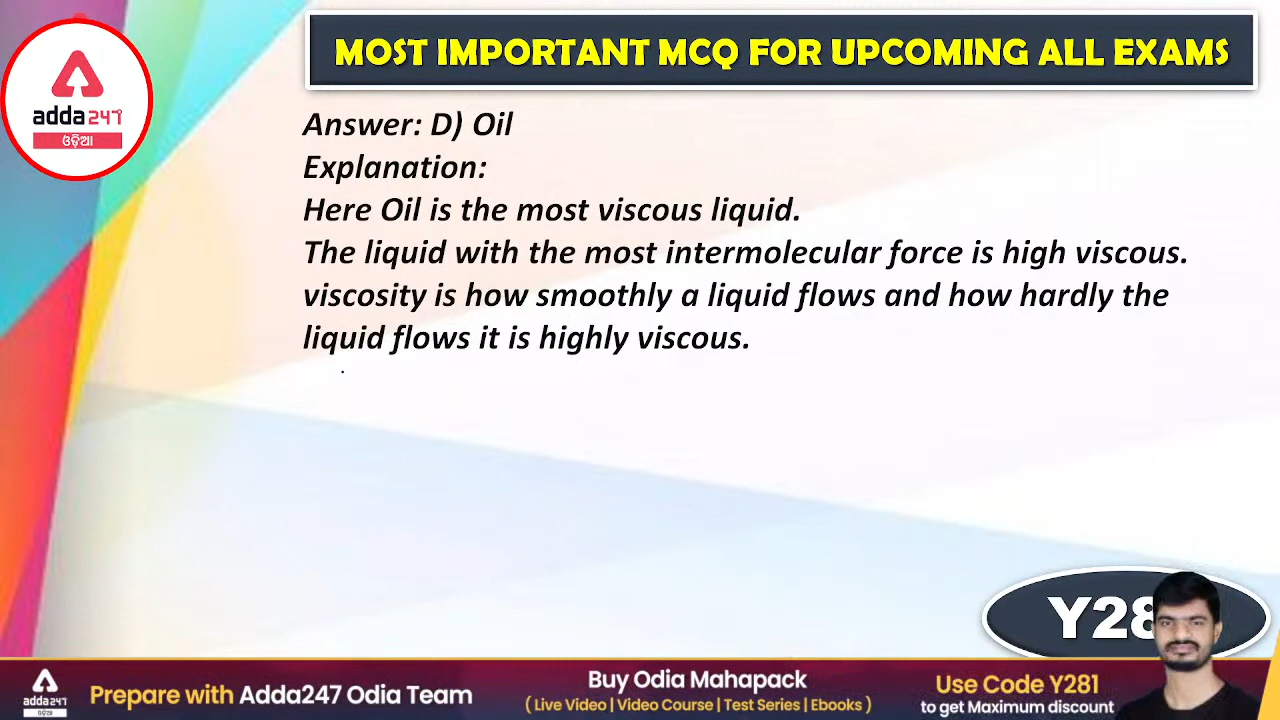 MOST IMPORTANT MCQ FOR UPCOMING ALL EXAMS
adda247
ଓଡ଼ିଆ
Answer: D) Oil
Explanation:
Here Oil is the most viscous liquid.
The liquid with the most intermolecular force is high viscous.
viscosity is how smoothly a liquid flows and how hardly the
liquid flows it is highly viscous.
Y28
adda247
ଓଡ଼ିଆ
Prepare with Adda247 Odia Team
Buy Odia Mahapack
( Live Video | Video Course | Test Series | Ebooks )
Use Code Y281
to get Maximum discount